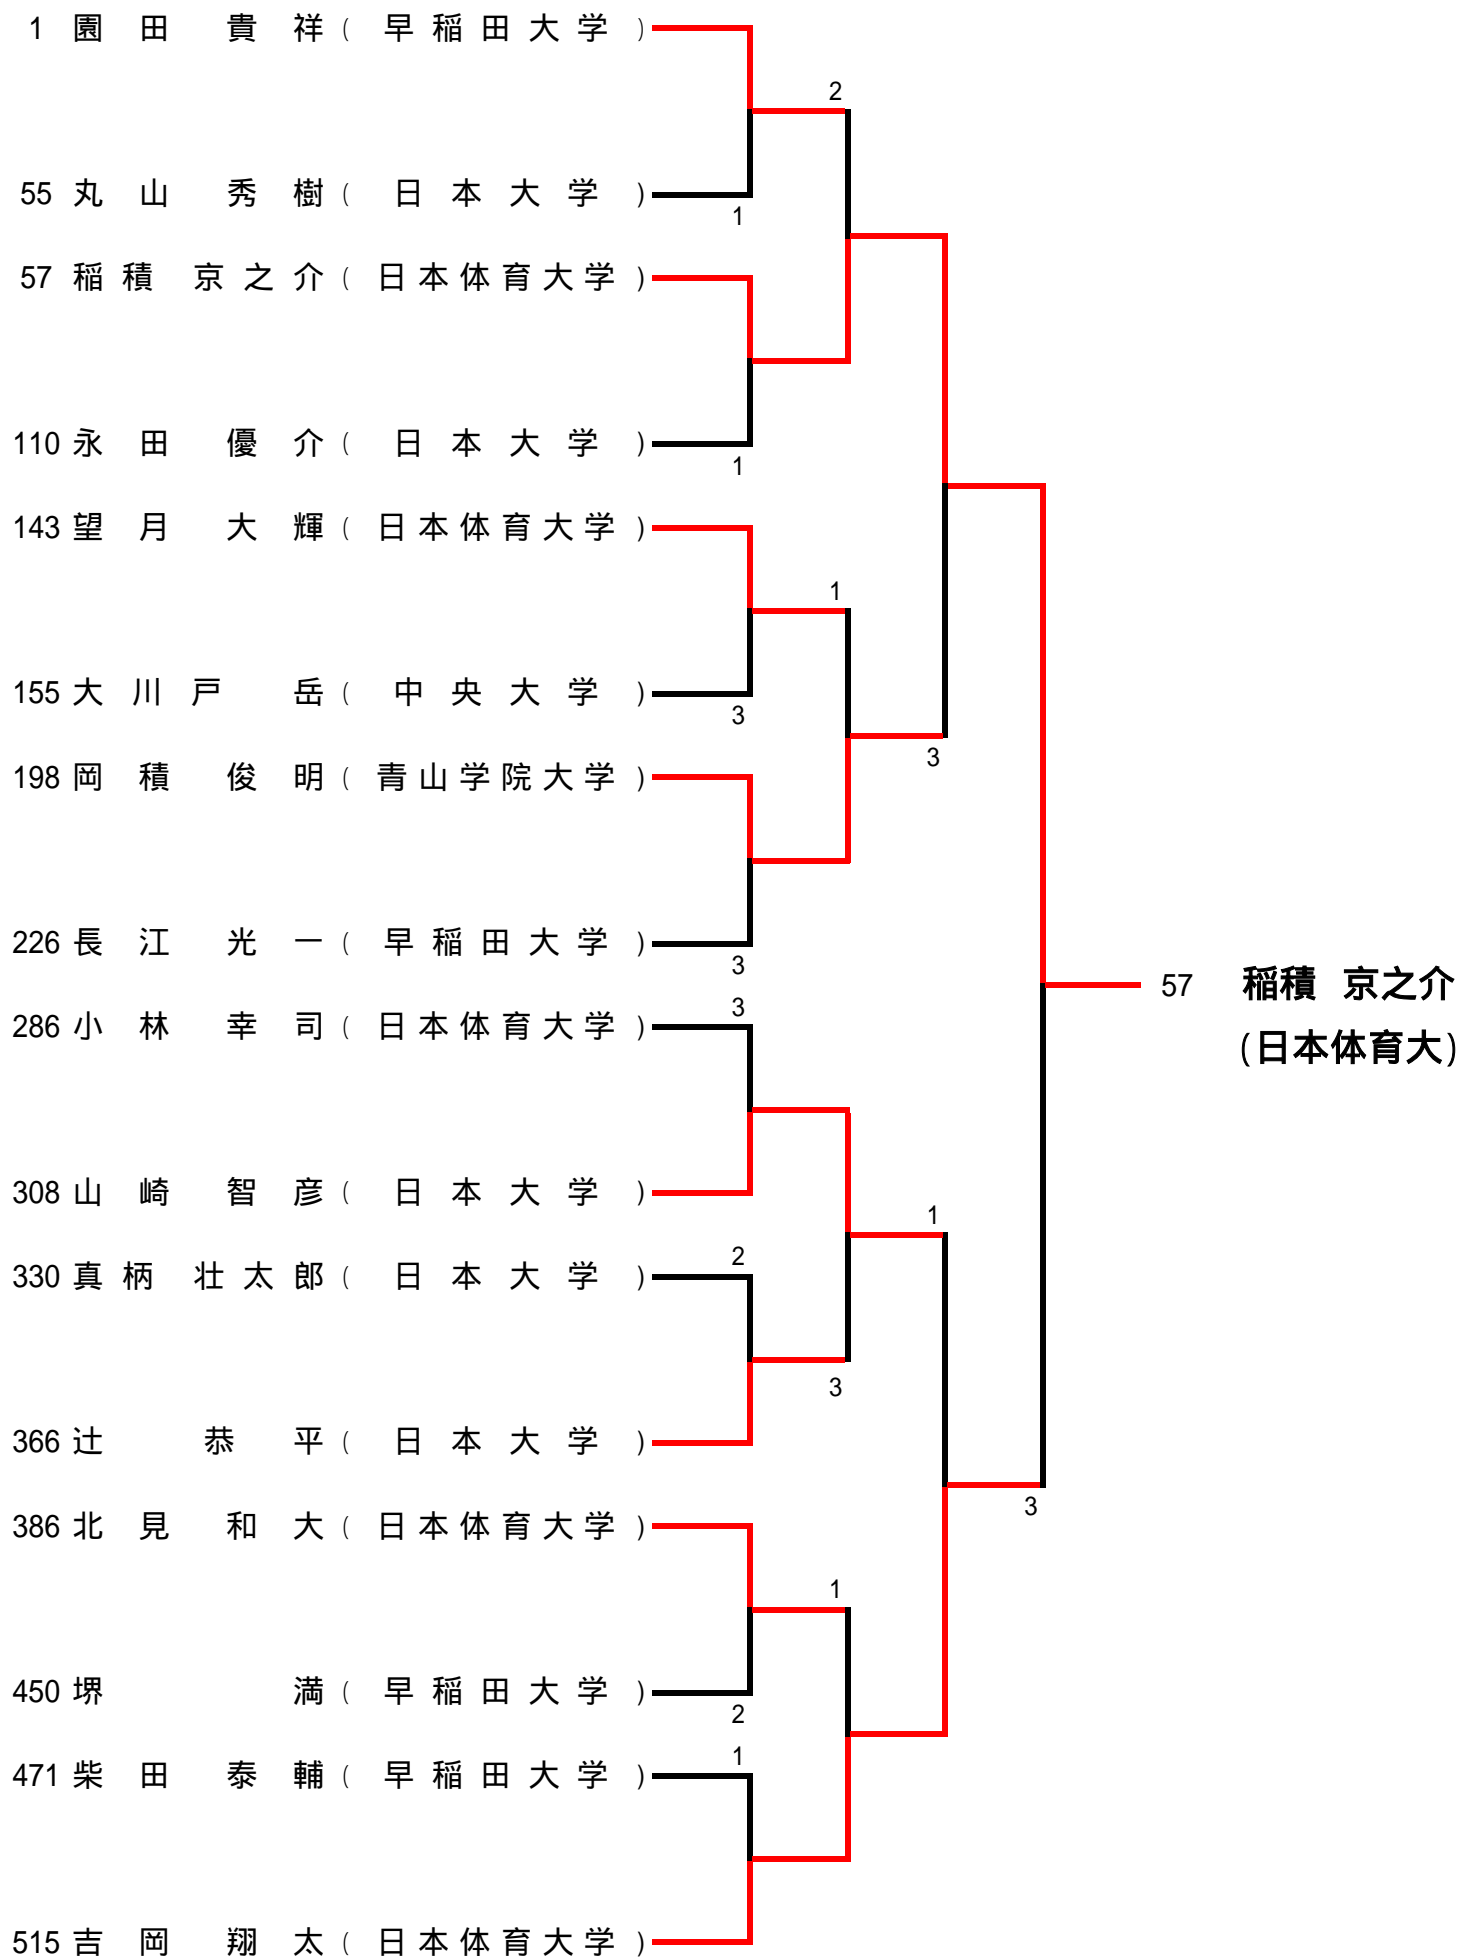 1 園田 貴祥 ( 早稲田大学 )
2
55 丸山 秀樹 ( 日本大学 )
1
57 稲積 京之介 ( 日本体育大学 )
110 永田 優介 ( 日本大学 )
1
143 望月 大輝 ( 日本体育大学 )
1
155 大川戸 岳 ( 中央大学 )
3
3
198 岡積 俊明 ( 青山学院大学 )
226 長江 光一 ( 早稲田大学 )
3
57 稲積 京之介
(日本体育大)
3
286 小林 幸司 ( 日本体育大学 )
308 山崎 智彦 ( 日本大学 )
1
2
330 真柄 壮太郎 ( 日本大学 )
3
366 辻 恭平 ( 日本大学 )
3
386 北見 和大 ( 日本体育大学 )
1
450 堺 満 ( 早稲田大学 )
2
1
471 柴田 泰輔 ( 早稲田大学 )
515 吉岡 翔太 ( 日本体育大学 )